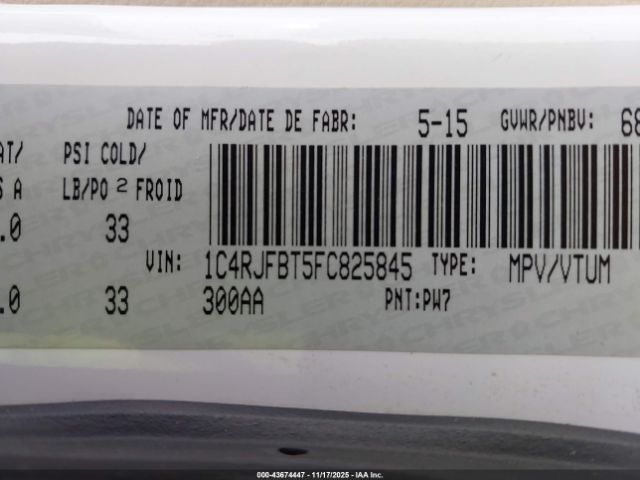 DATE OF MFR/DATE DE FABR: 5-15 GVWR/PNBV: 68
AT/ PSI COLD/
S A LB/PO 2 FROID
.0 33
VIN: 1C4RJFBT5FC825845 TYPE: MPV/VTUM
.0 33 300AA PNT:PW7
CHRYSLER
000-43674447 - 11/17/2025 - IAA Inc.